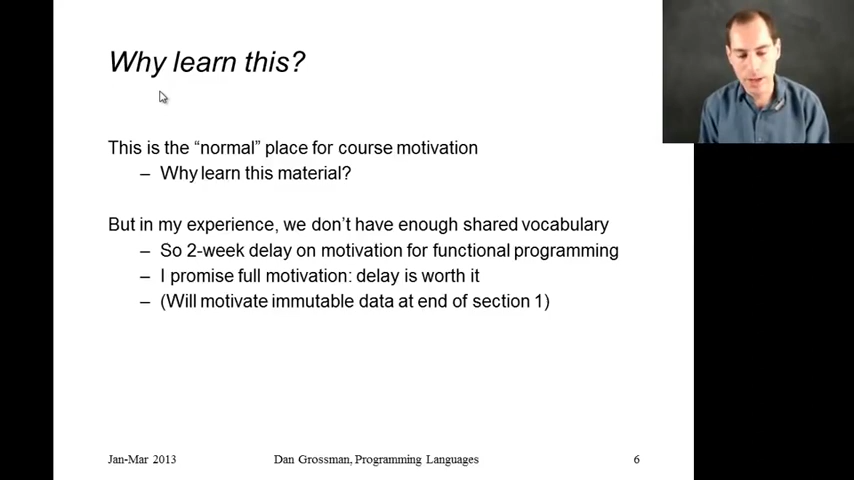 Why learn this?
This is the “normal” place for course motivation
– Why learn this material?
But in my experience, we don’t have enough shared vocabulary
– So 2-week delay on motivation for functional programming
– I promise full motivation: delay is worth it
– (Will motivate immutable data at end of section 1)
Jan-Mar 2013
Dan Grossman, Programming Languages
6